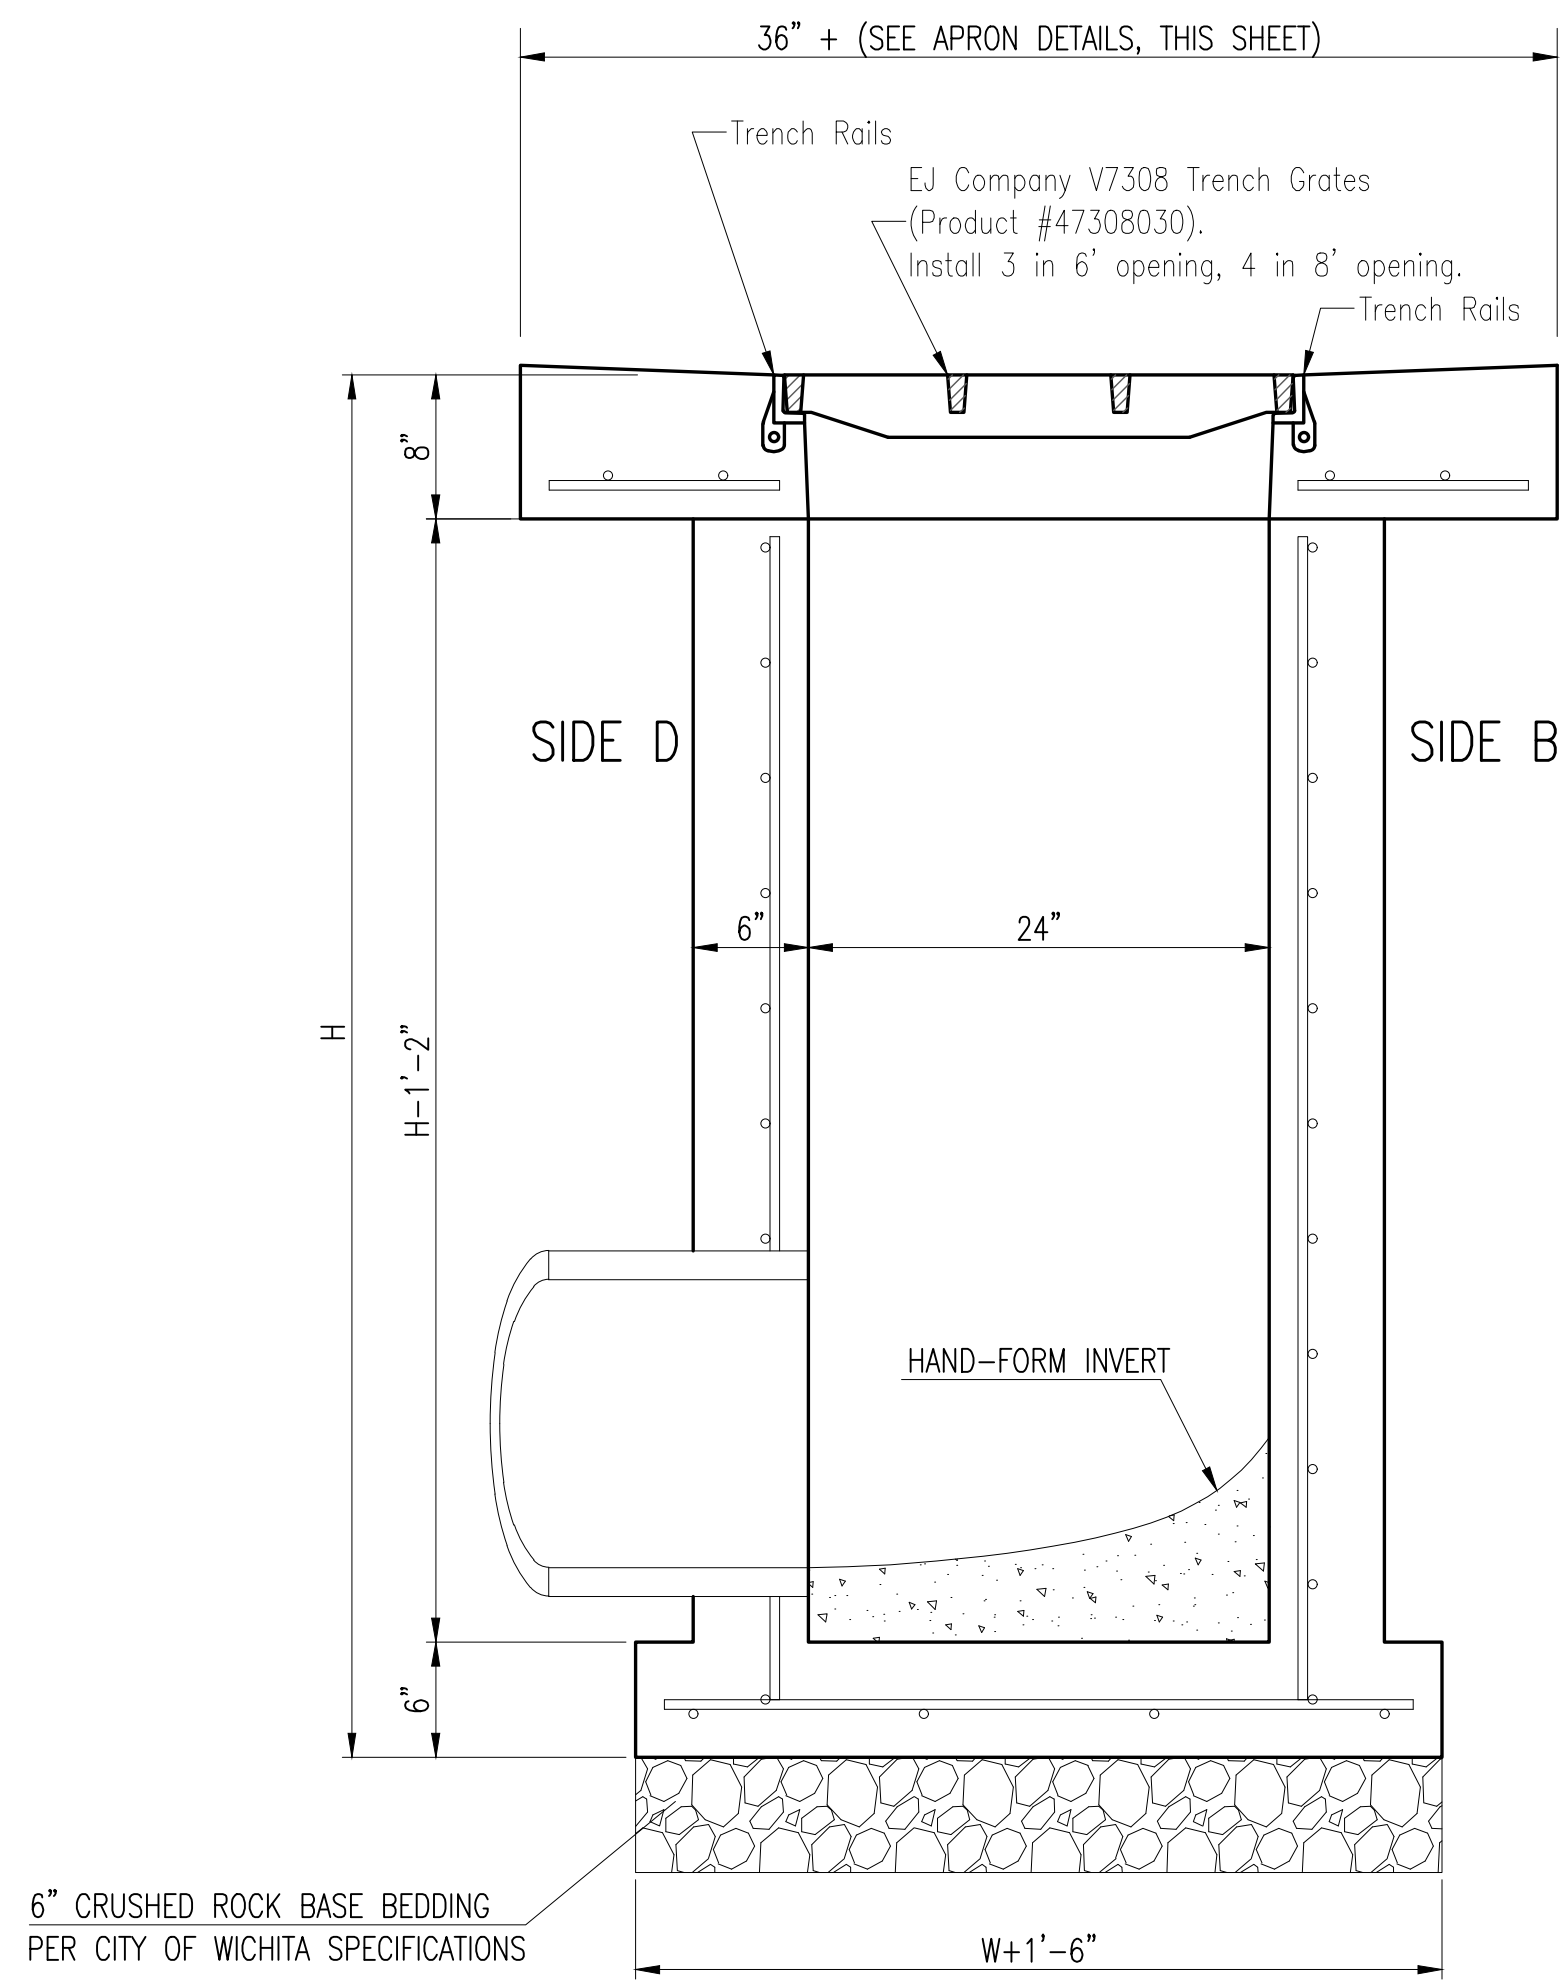 36” + (SEE APRON DETAILS, THIS SHEET)
Trench Rails
EJ Company V7308 Trench Grates
(Product #47308030).
Install 3 in 6’ opening, 4 in 8’ opening.
Trench Rails
8”
SIDE D
SIDE B
6”
24”
H
H-1’-2”
HAND-FORM INVERT
6”
6” CRUSHED ROCK BASE BEDDING
PER CITY OF WICHITA SPECIFICATIONS
W+1’-6”